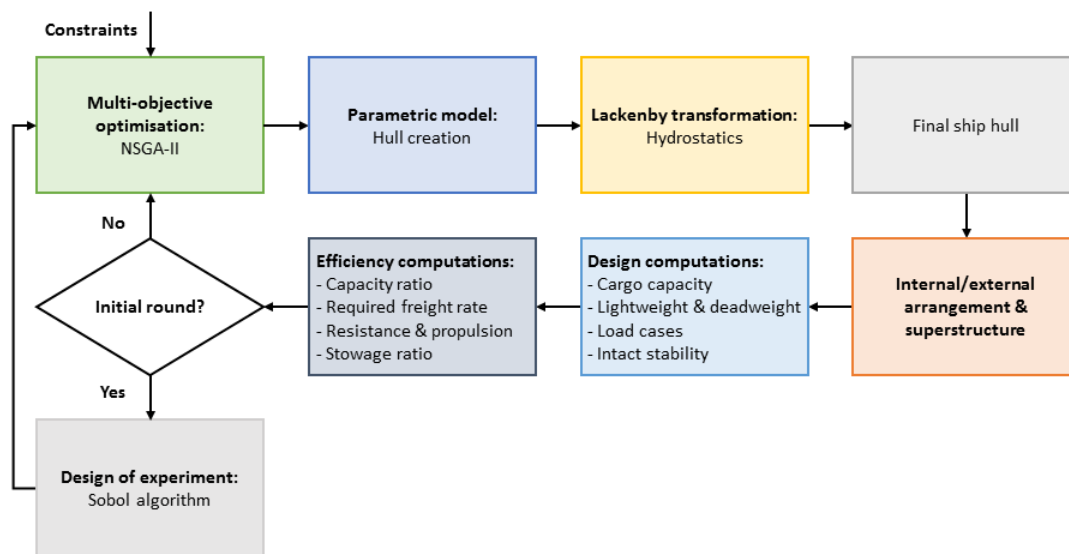 Constraints
Multi-objective
optimisation:
NSGA-II
Parametric model:
Hull creation
Lackenby transformation:
Hydrostatics
Final ship hull
No
Initial round?
Yes
Efficiency computations:
- Capacity ratio
- Required freight rate
- Resistance & propulsion
- Stowage ratio
Design computations:
- Cargo capacity
- Lightweight & deadweight
- Load cases
- Intact stability
Internal/external
arrangement &
superstructure
Design of experiment:
Sobol algorithm